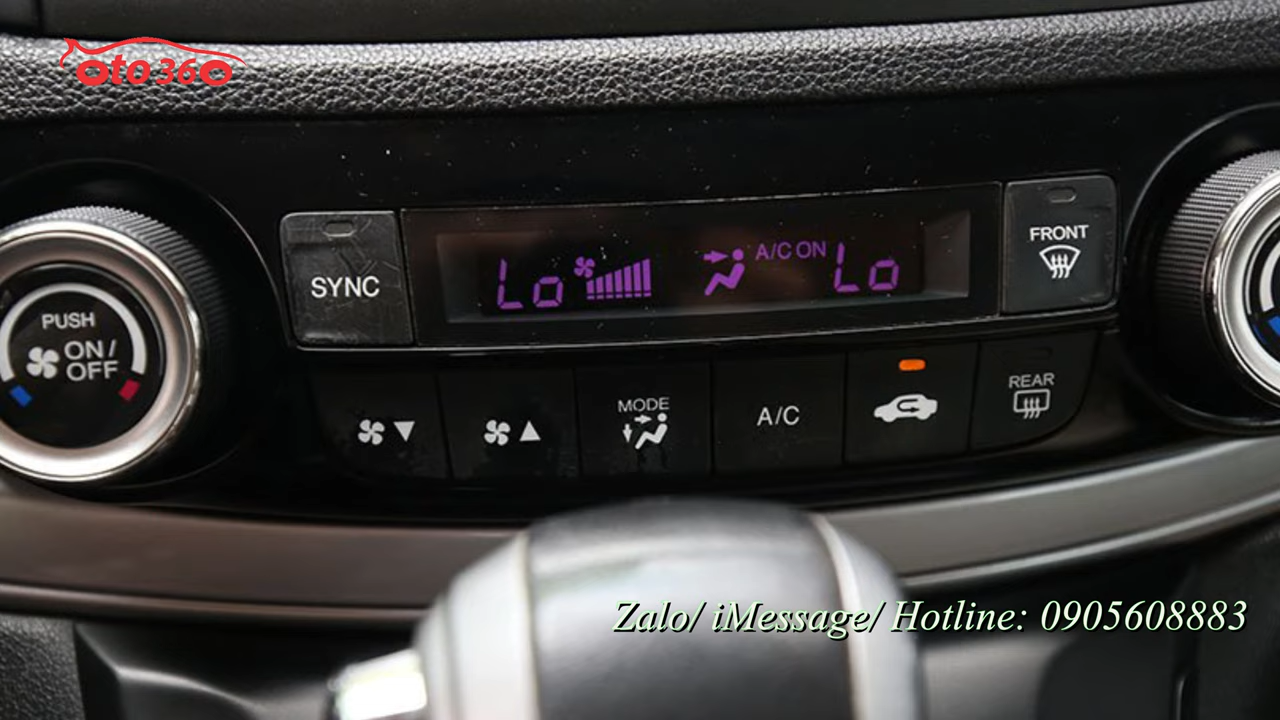 oto360
SYNC
Lo
A/C ON
Lo
FRONT
PUSH
ON/
OFF
MODE
A/C
REAR
Zalo/ iMessage/ Hotline: 0905608883